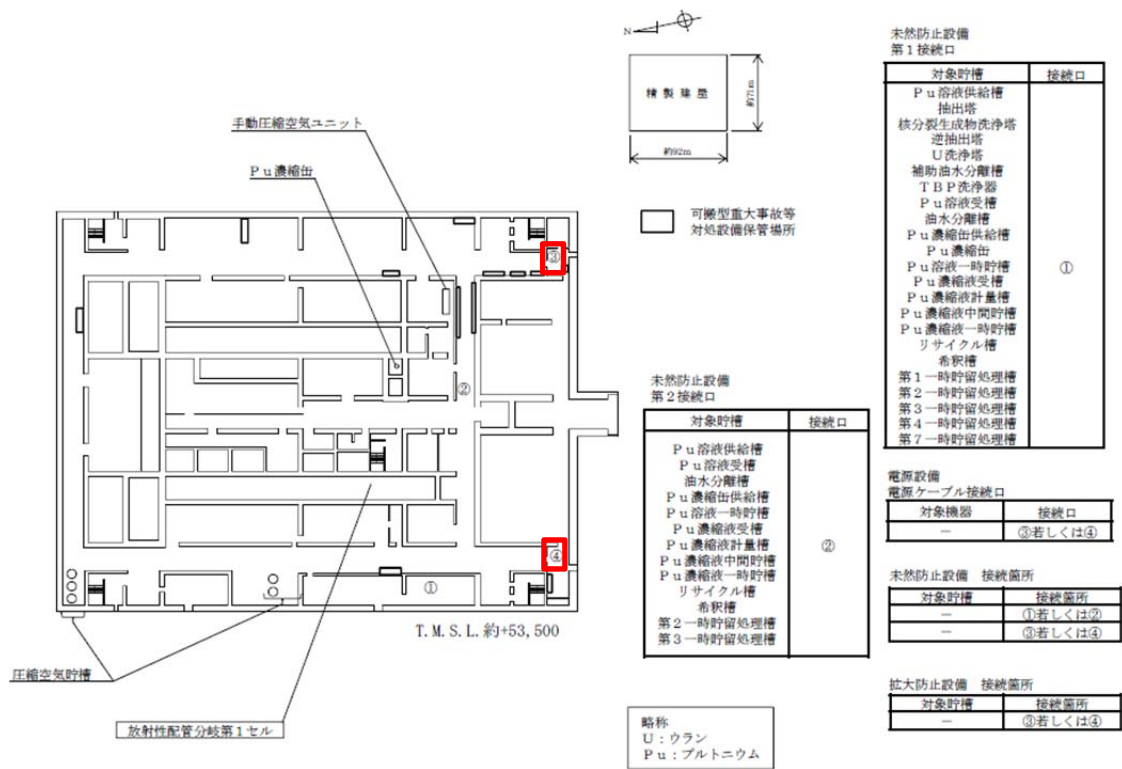 N
精製建屋
約71m
約92m
可搬型重大事故等
対処設備保管場所
手動圧縮空気ユニット
Pu濃縮缶
③
②
④
①
T.M.S.L.約+53,500
圧縮空気貯槽
放射性配管分岐第1セル
未然防止設備
第1接続口
対象貯槽 接続口
Pu溶液供給槽
抽出塔
核分裂生成物洗浄塔
逆抽出塔
U洗浄塔
補助油水分離槽
TBP洗浄器
Pu溶液受槽
油水分離槽
Pu濃縮缶供給槽
Pu濃縮缶
Pu溶液一時貯槽
Pu濃縮液受槽
Pu濃縮液計量槽
Pu濃縮液中間貯槽
Pu濃縮液一時貯槽
リサイクル槽
希釈槽
第1一時貯留処理槽
第2一時貯留処理槽
第3一時貯留処理槽
第4一時貯留処理槽
第7一時貯留処理槽
①
未然防止設備
第2接続口
対象貯槽 接続口
Pu溶液供給槽
Pu溶液受槽
油水分離槽
Pu濃縮缶供給槽
Pu溶液一時貯槽
Pu濃縮液受槽
Pu濃縮液計量槽
Pu濃縮液中間貯槽
Pu濃縮液一時貯槽
リサイクル槽
希釈槽
第2一時貯留処理槽
第3一時貯留処理槽
②
電源設備
電源ケーブル接続口
対象機器 接続口
－ ③若しくは④
未然防止設備 接続箇所
対象貯槽 接続箇所
－ ①若しくは②
－ ③若しくは④
拡大防止設備 接続箇所
対象貯槽 接続箇所
－ ③若しくは④
略称
U：ウラン
Pu：プルトニウム